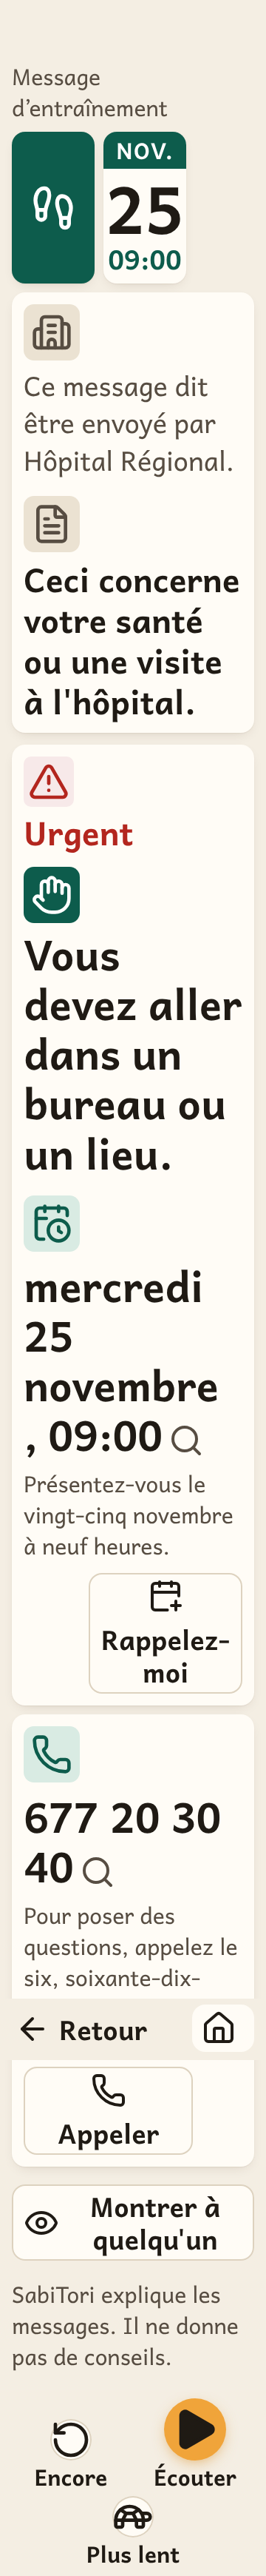 Message
d'entraînement
NOV.
25
09:00
Ce message dit
être envoyé par
Hôpital Régional.
Ceci concerne
votre santé
ou une visite
à l'hôpital.
Urgent
Vous
devez aller
dans un
bureau ou
un lieu.
mercredi
25
novembre
, 09:00
Présentez-vous le
vingt-cinq novembre
à neuf heures.
Rappelez-
moi
677 20 30
40
Pour poser des
questions, appelez le
six, soixante-dix-
Retour
Appeler
Montrer à
quelqu'un
SabiTori explique les
messages. Il ne donne
pas de conseils.
Encore
Écouter
Plus lent